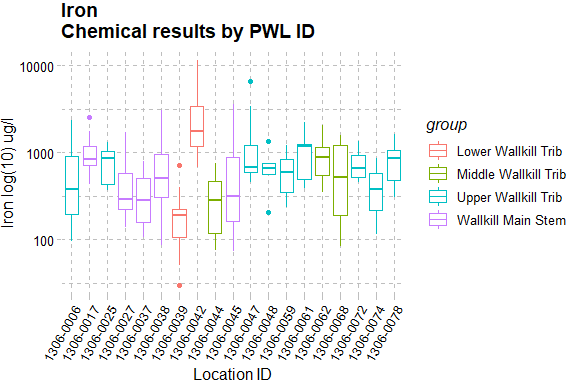 Iron
Chemical results by PWL ID
Iron log(10) ug/l
10000
1000
100
1306-0006
1306-0017
1306-0025
1306-0027
1306-0037
1306-0038
1306-0039
1306-0042
1306-0044
1306-0045
1306-0047
1306-0048
1306-0059
1306-0061
1306-0062
1306-0068
1306-0072
1306-0074
1306-0078
Location ID
group
Lower Wallkill Trib
Middle Wallkill Trib
Upper Wallkill Trib
Wallkill Main Stem